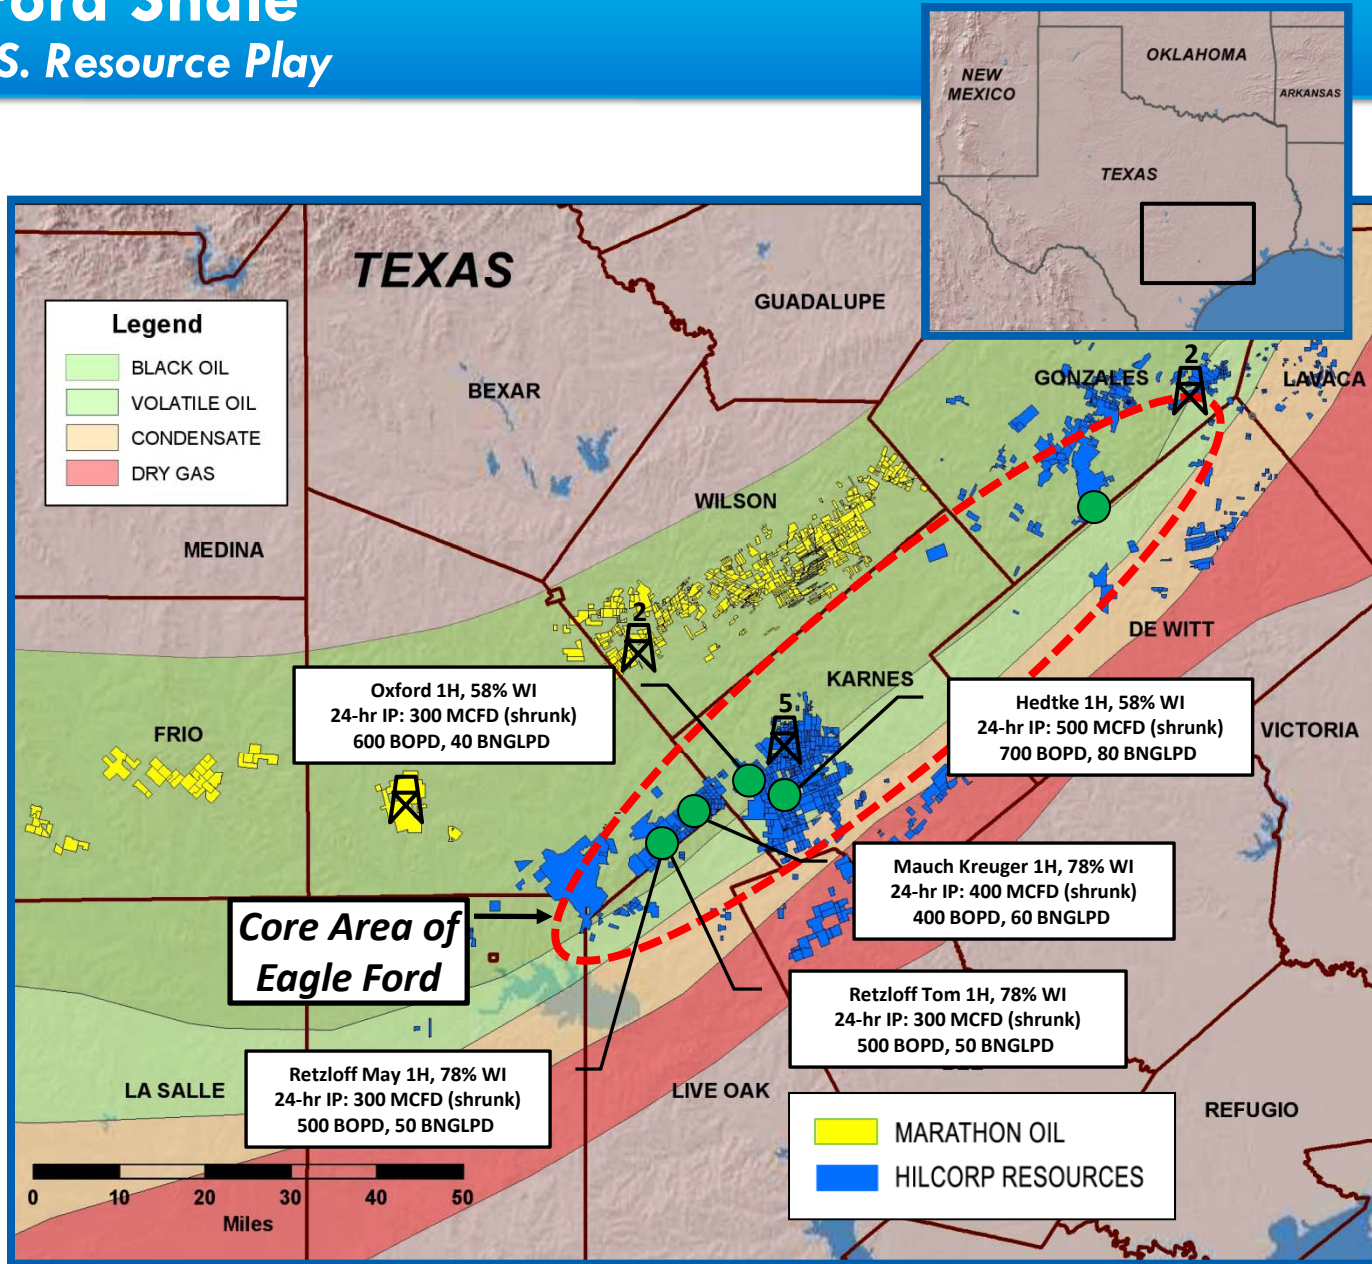 S. Resource Play
NEW
MEXICO
OKLAHOMA
ARKANSAS
TEXAS
TEXAS
GUADALUPE
Legend
BLACK OIL
VOLATILE OIL
CONDENSATE
DRY GAS
BEXAR
GONZALES
2
LAVACA
WILSON
MEDINA
2
DE WITT
KARNES
Oxford 1H, 58% WI
24-hr IP: 300 MCFD (shrunk)
600 BOPD, 40 BNGLPD
Hedtke 1H, 58% WI
24-hr IP: 500 MCFD (shrunk)
700 BOPD, 80 BNGLPD
5
FRIO
VICTORIA
Mauch Kreuger 1H, 78% WI
24-hr IP: 400 MCFD (shrunk)
400 BOPD, 60 BNGLPD
Core Area of
Eagle Ford
Retzloff Tom 1H, 78% WI
24-hr IP: 300 MCFD (shrunk)
500 BOPD, 50 BNGLPD
Retzloff May 1H, 78% WI
24-hr IP: 300 MCFD (shrunk)
500 BOPD, 50 BNGLPD
LA SALLE
LIVE OAK
REFUGIO
MARATHON OIL
HILCORP RESOURCES
0 10 20 30 40 50
Miles